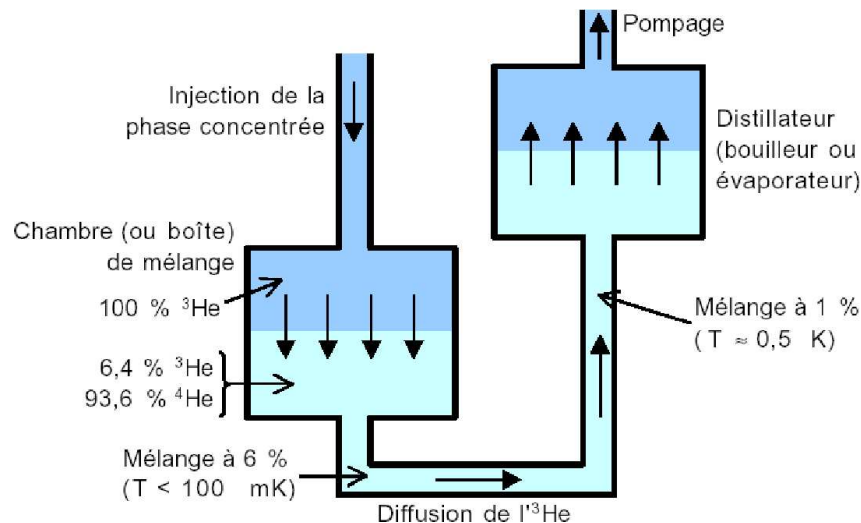 Pompage
Injection de la
phase concentrée
Distillateur
(bouilleur ou
évaporateur)
Chambre (ou boîte)
de mélange
100 % ³He
6,4 % ³He
93,6 % ⁴He
Mélange à 1 %
(T ≈ 0,5 K)
Mélange à 6 %
(T < 100 mK)
Diffusion de l'³He